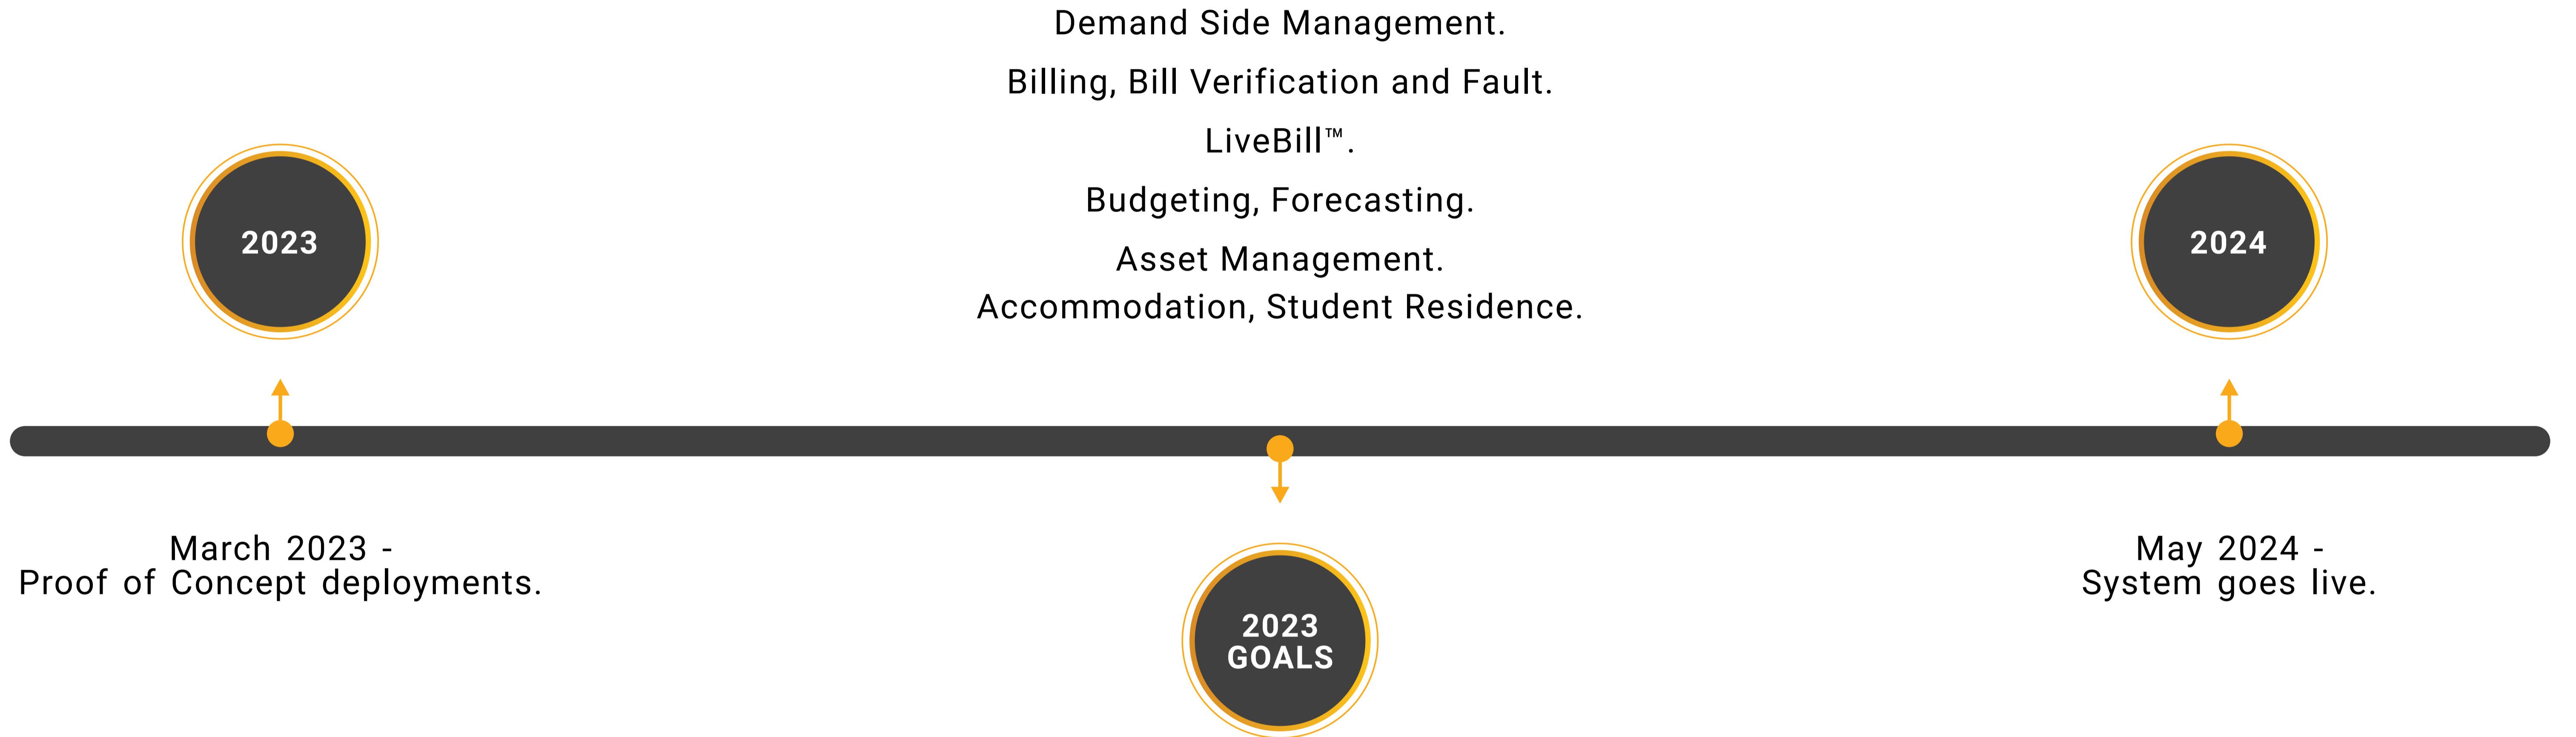 2023
March 2023 -
Proof of Concept deployments.
Demand Side Management.
Billing, Bill Verification and Fault.
LiveBill™.
Budgeting, Forecasting.
Asset Management.
Accommodation, Student Residence.
2023
GOALS
2024
May 2024 -
System goes live.